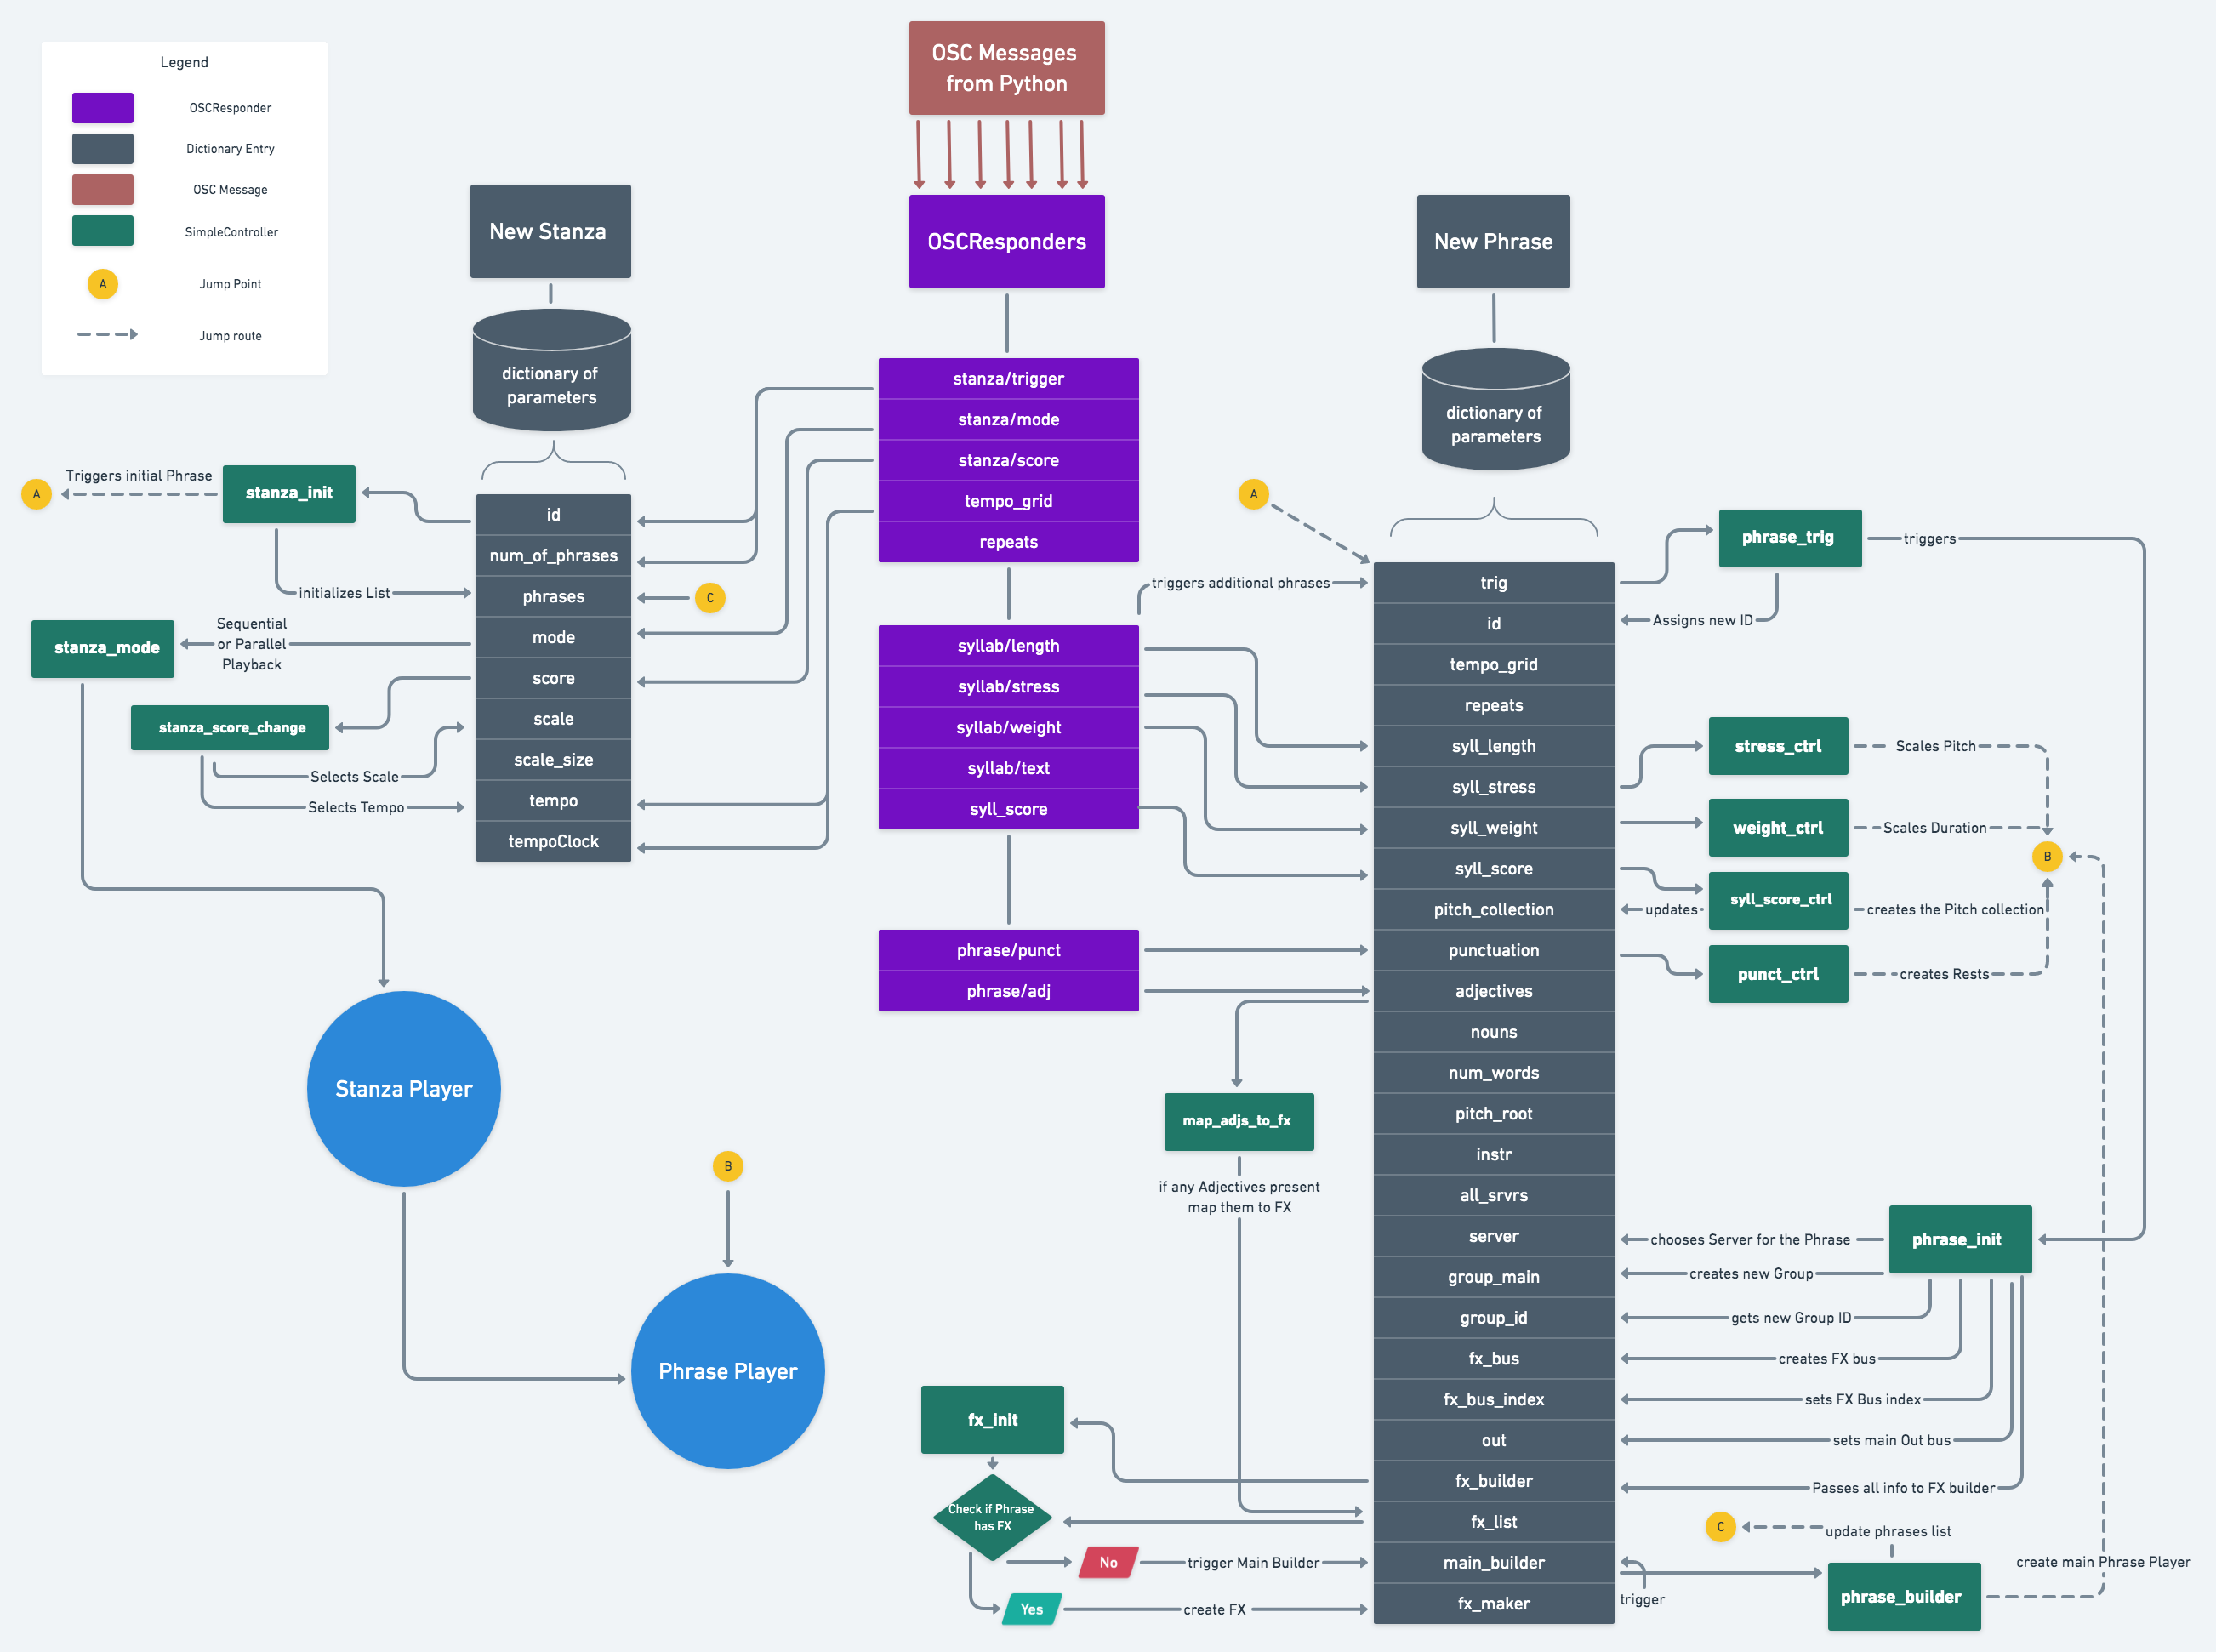 Legend
OSCResponder
Dictionary Entry
OSC Message
SimpleController
A
Jump Point
Jump route
OSC Messages
from Python
OSCResponders
New Stanza
dictionary of
parameters
New Phrase
dictionary of
parameters
stanza/trigger
stanza/mode
stanza/score
tempo_grid
repeats
syllab/length
syllab/stress
syllab/weight
syllab/text
syll_score
phrase/punct
phrase/adj
A
Triggers initial Phrase
stanza_init
initializes List
stanza_mode
Sequential
or Parallel
Playback
stanza_score_change
Selects Scale
Selects Tempo
id
num_of_phrases
phrases
mode
score
scale
scale_size
tempo
tempoClock
C
Stanza Player
B
Phrase Player
A
triggers additional phrases
trig
id
tempo_grid
repeats
syll_length
syll_stress
syll_weight
syll_score
pitch_collection
punctuation
adjectives
nouns
num_words
pitch_root
instr
all_srvrs
server
group_main
group_id
fx_bus
fx_bus_index
out
fx_builder
fx_list
main_builder
fx_maker
phrase_trig
triggers
Assigns new ID
stress_ctrl
Scales Pitch
weight_ctrl
Scales Duration
B
syll_score_ctrl
updates
creates the Pitch collection
punct_ctrl
creates Rests
map_adjs_to_fx
if any Adjectives present
map them to FX
phrase_init
chooses Server for the Phrase
creates new Group
gets new Group ID
creates FX bus
sets FX Bus index
sets main Out bus
Passes all info to FX builder
fx_init
Check if Phrase
has FX
No
trigger Main Builder
Yes
create FX
C
update phrases list
create main Phrase Player
trigger
phrase_builder